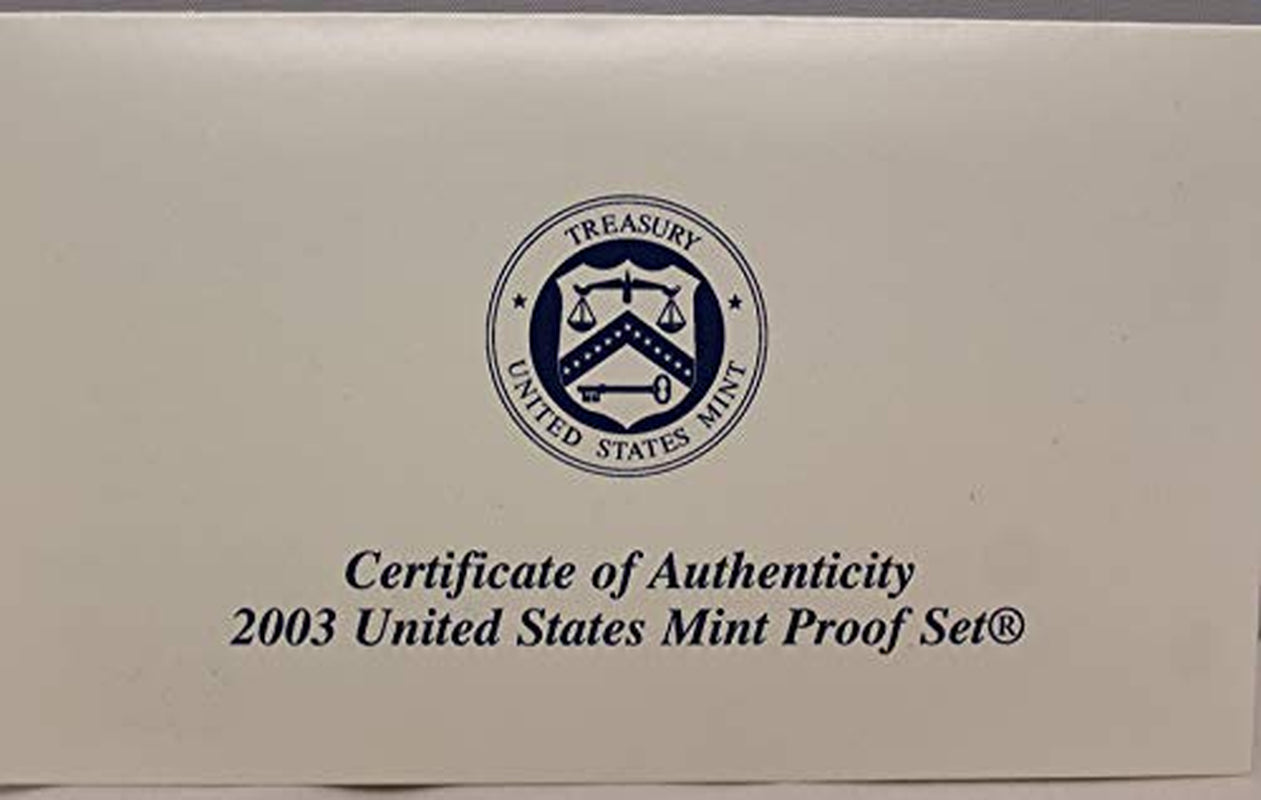 TREASURY
UNITED STATES MINT
Certificate of Authenticity
2003 United States Mint Proof Set®